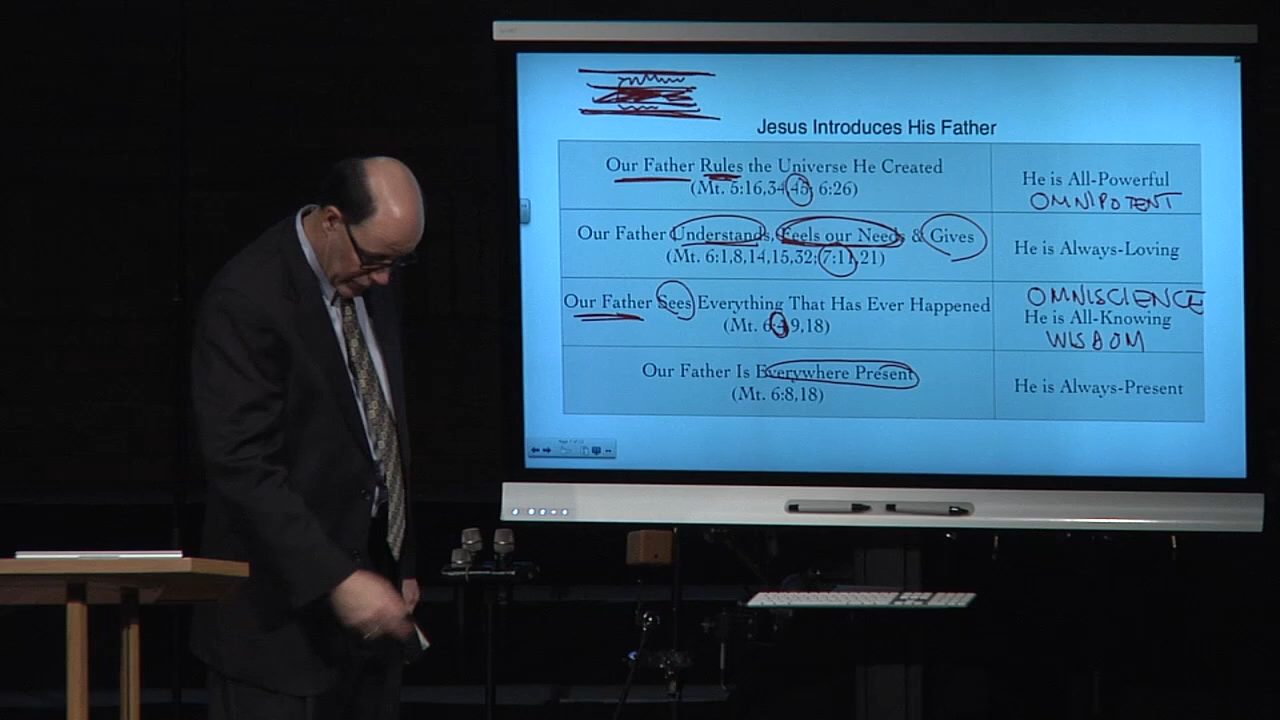 Jesus Introduces His Father
Our Father Rules the Universe He Created
(Mt. 5:16,34,45; 6:26)
He is All-Powerful
OMNIPOTENT
Our Father Understands, Feels our Needs & Gives
(Mt. 6:1,8,14,15,32; 7:11,21)
He is Always-Loving
Our Father Sees Everything That Has Ever Happened
(Mt. 6:4,9,18)
OMNISCIENCE
He is All-Knowing
WISDOM
Our Father Is Everywhere Present
(Mt. 6:8,18)
He is Always-Present